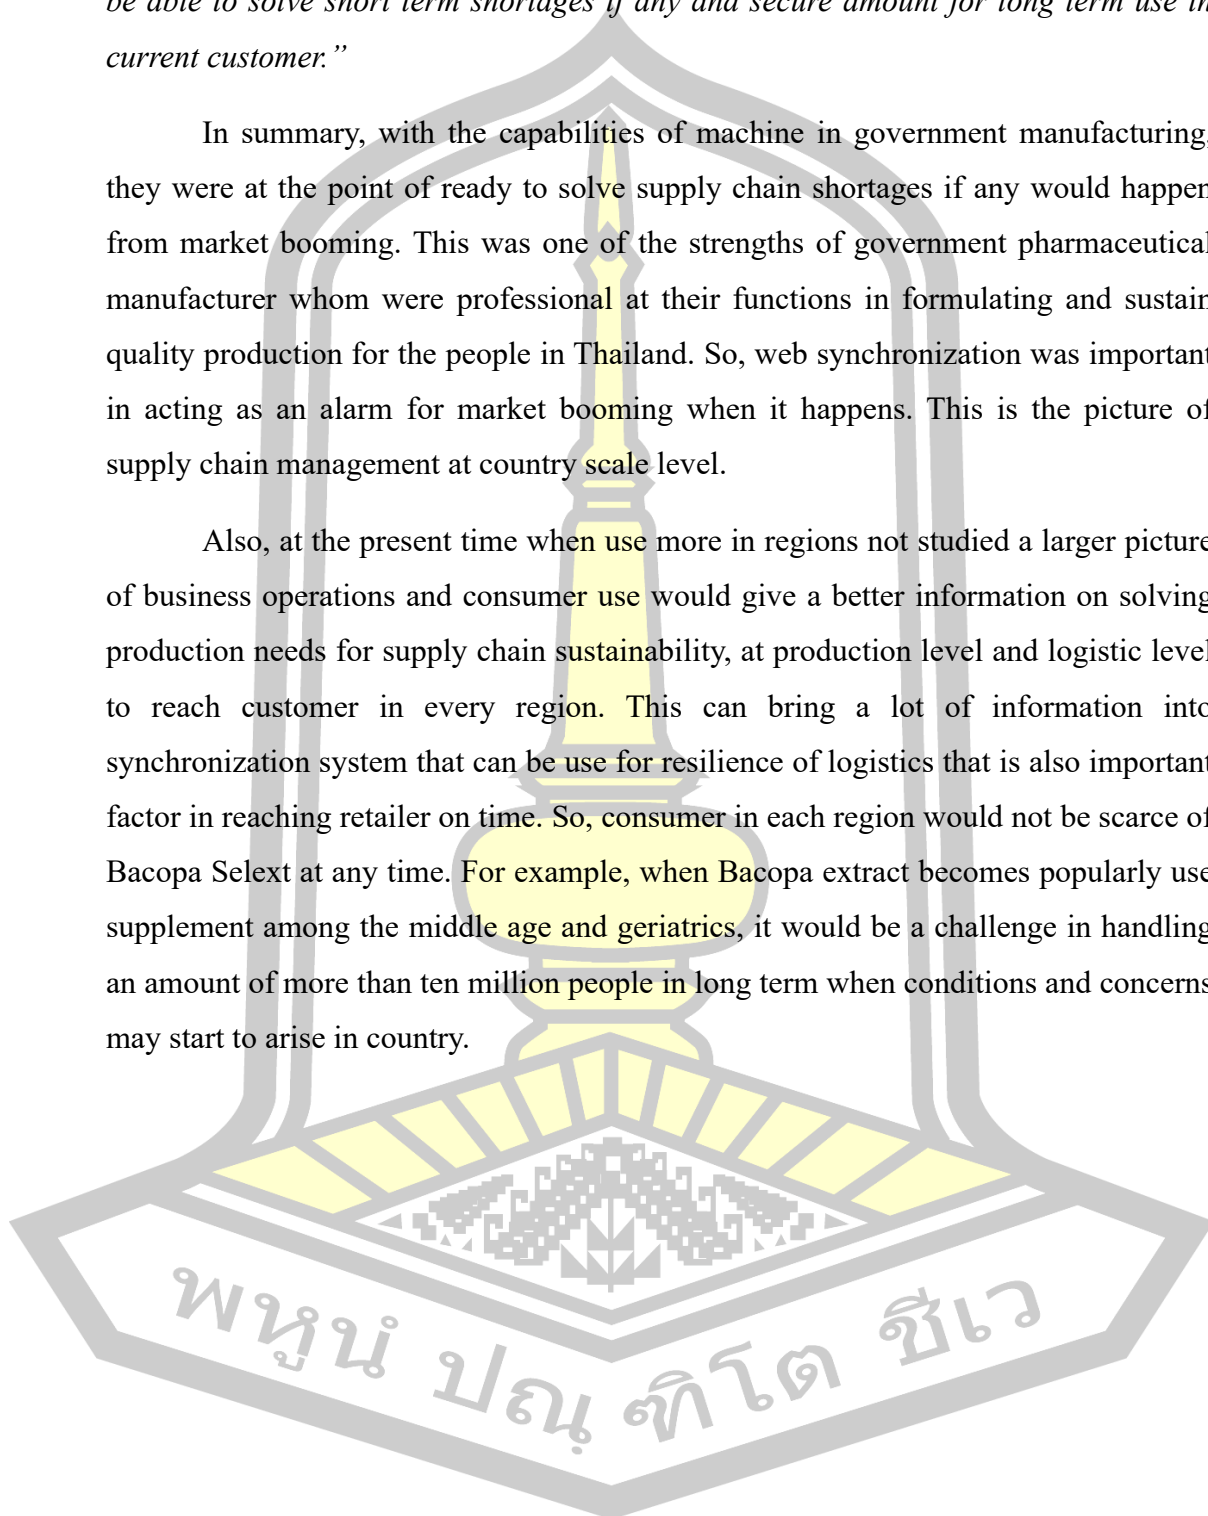 be able to solve short term shortages if any and secure amount for long term use in
current customer.”
In summary, with the capabilities of machine in government manufacturing,
they were at the point of ready to solve supply chain shortages if any would happen
from market booming. This was one of the strengths of government pharmaceutical
manufacturer whom were professional at their functions in formulating and sustain
quality production for the people in Thailand. So, web synchronization was important
in acting as an alarm for market booming when it happens. This is the picture of
supply chain management at country scale level.
Also, at the present time when use more in regions not studied a larger picture
of business operations and consumer use would give a better information on solving
production needs for supply chain sustainability, at production level and logistic level
to reach customer in every region. This can bring a lot of information into
synchronization system that can be use for resilience of logistics that is also important
factor in reaching retailer on time. So, consumer in each region would not be scarce of
Bacopa Selext at any time. For example, when Bacopa extract becomes popularly use
supplement among the middle age and geriatrics, it would be a challenge in handling
an amount of more than ten million people in long term when conditions and concerns
may start to arise in country.
พหูนํ ปณฺฑิโต ชีเว